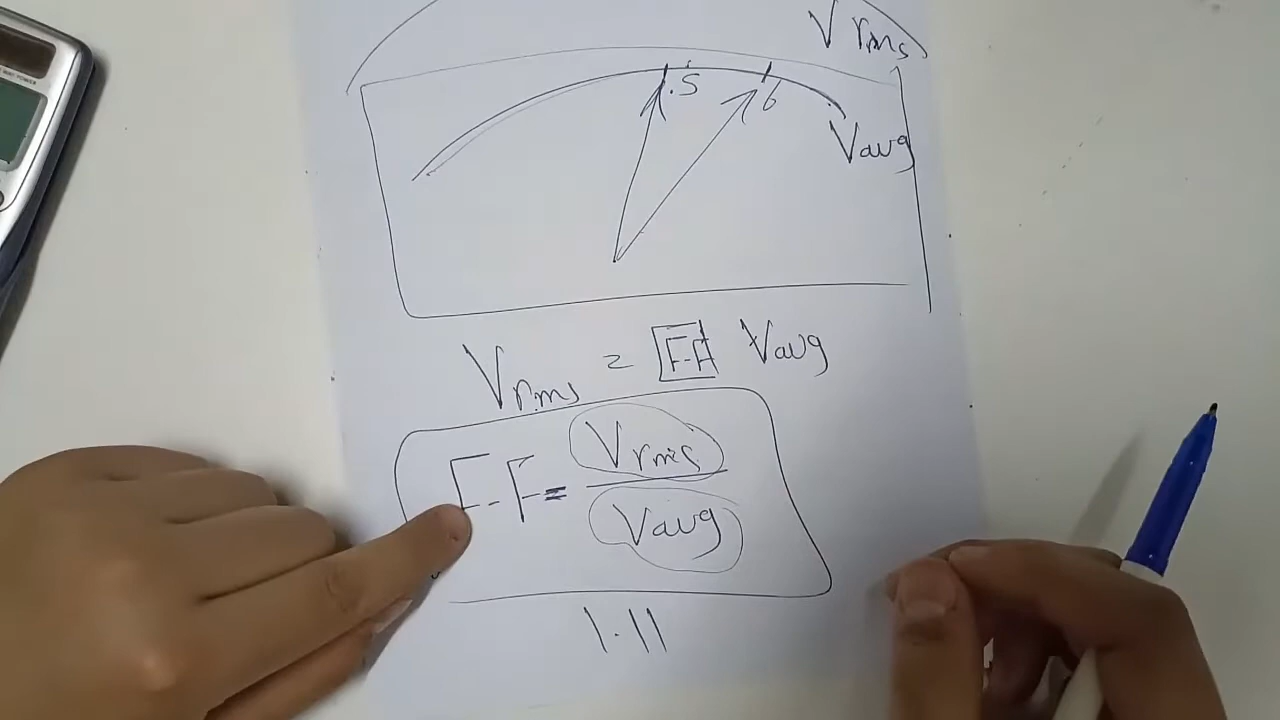 Vrms
.5 6
Vavg
Vrms = F.F Vavg
F.F = Vrms
Vavg
1.11